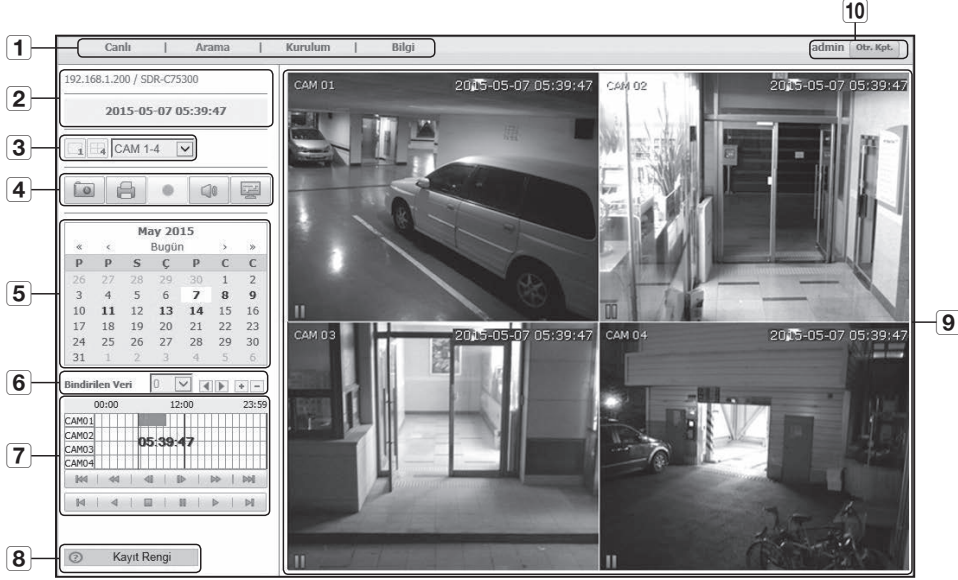 10
1
Canlı | Arama | Kurulum | Bilgi
admin Otr. Kpt.
2
192.168.1.200 / SDR-C75300
2015-05-07 05:39:47
3
1 4 CAM 1-4
4
5
May 2015
« ‹ Bugün › »
P P S Ç P C C
26 27 28 29 30 1 2
3 4 5 6 7 8 9
10 11 12 13 14 15 16
17 18 19 20 21 22 23
24 25 26 27 28 29 30
31 1 2 3 4 5 6
6
Bindirilen Veri 0
7
00:00 12:00 23:59
CAM01
CAM02
05:39:47
CAM03
CAM04
8
Kayıt Rengi
CAM 01 2015-05-07 05:39:47
CAM 02 2015-05-07 05:39:47
CAM 03 2015-05-07 05:39:47
CAM 04 2015-05-07 05:39:47
9